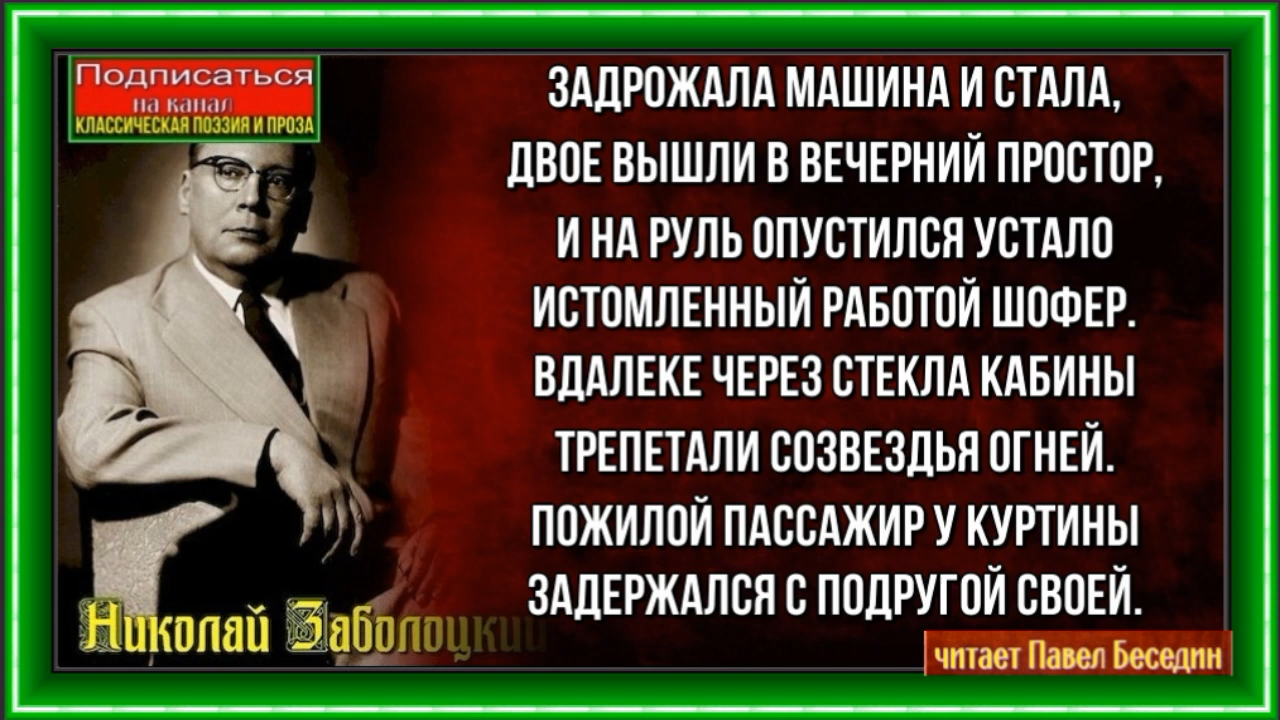 Подписаться
на канал
КЛАССИЧЕСКАЯ ПОЭЗИЯ И ПРОЗА
ЗАДРОЖАЛА МАШИНА И СТАЛА,
ДВОЕ ВЫШЛИ В ВЕЧЕРНИЙ ПРОСТОР,
И НА РУЛЬ ОПУСТИЛСЯ УСТАЛО
ИСТОМЛЕННЫЙ РАБОТОЙ ШОФЕР.
ВДАЛЕКЕ ЧЕРЕЗ СТЕКЛА КАБИНЫ
ТРЕПЕТАЛИ СОЗВЕЗДЬЯ ОГНЕЙ.
ПОЖИЛОЙ ПАССАЖИР У КУРТИНЫ
ЗАДЕРЖАЛСЯ С ПОДРУГОЙ СВОЕЙ.
Николай Заболоцкий
читает Павел Беседин